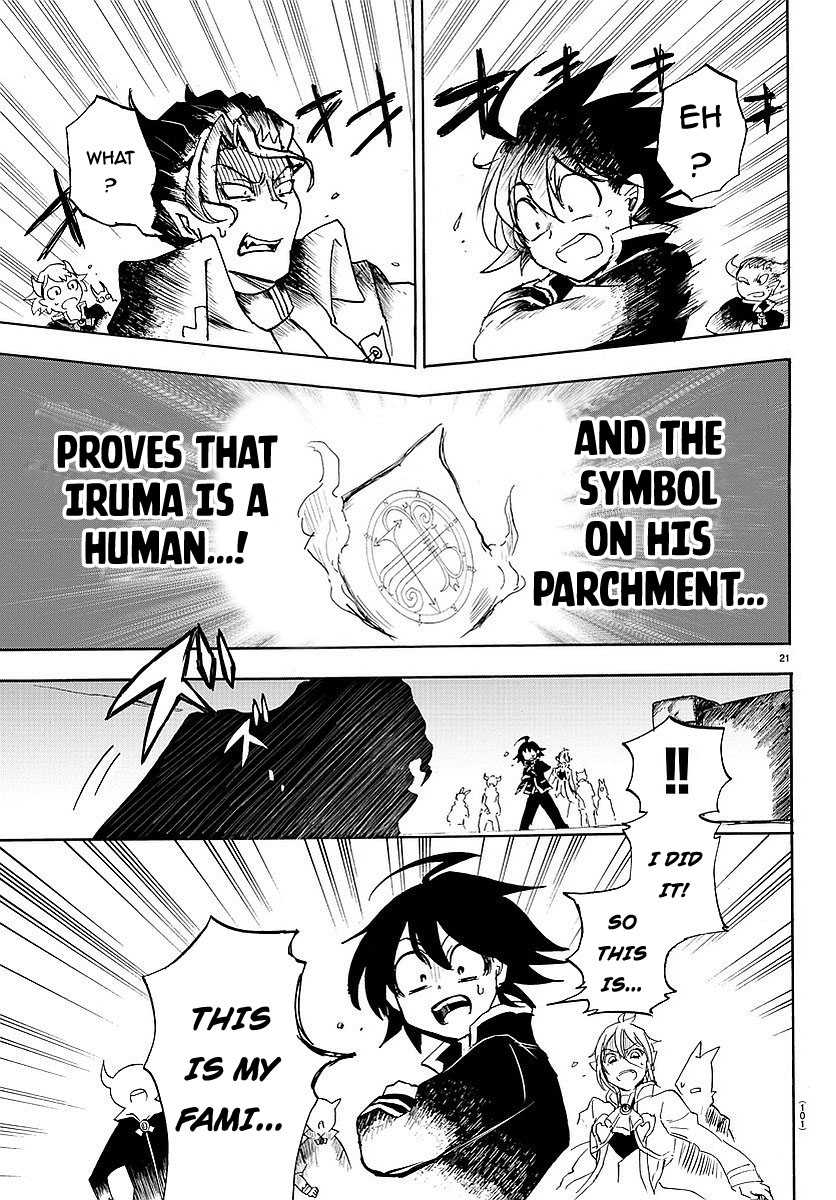 EH
?
WHAT
?
AND THE
SYMBOL
ON HIS
PARCHMENT...
PROVES THAT
IRUMA IS A
HUMAN...!
21
!!
I DID
IT!
SO
THIS
IS...
THIS
IS MY
FAMI...
(101)